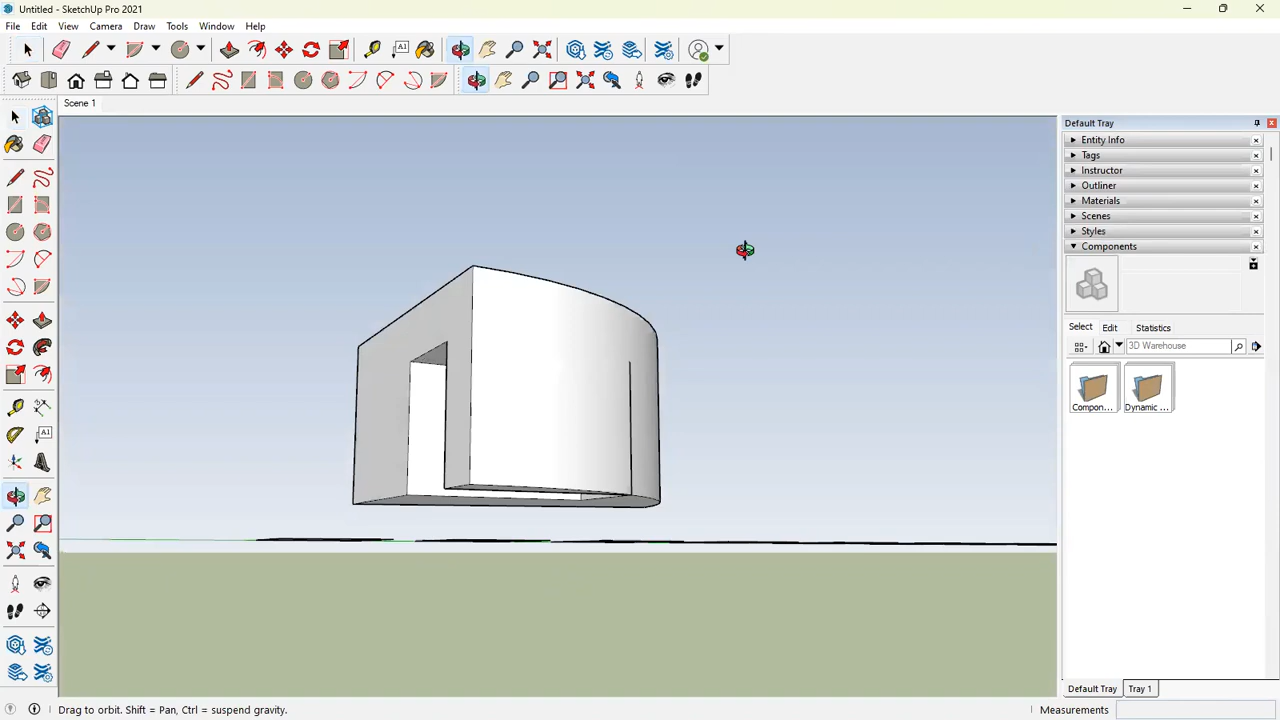 Untitled - SketchUp Pro 2021
File Edit View Camera Draw Tools Window Help
A1
Scene 1
Default Tray
Entity Info
Tags
Instructor
Outliner
Materials
Scenes
Styles
Components
Select Edit Statistics
3D Warehouse
Compon... Dynamic ...
A1
Default Tray Tray 1
Drag to orbit. Shift = Pan, Ctrl = suspend gravity.
Measurements